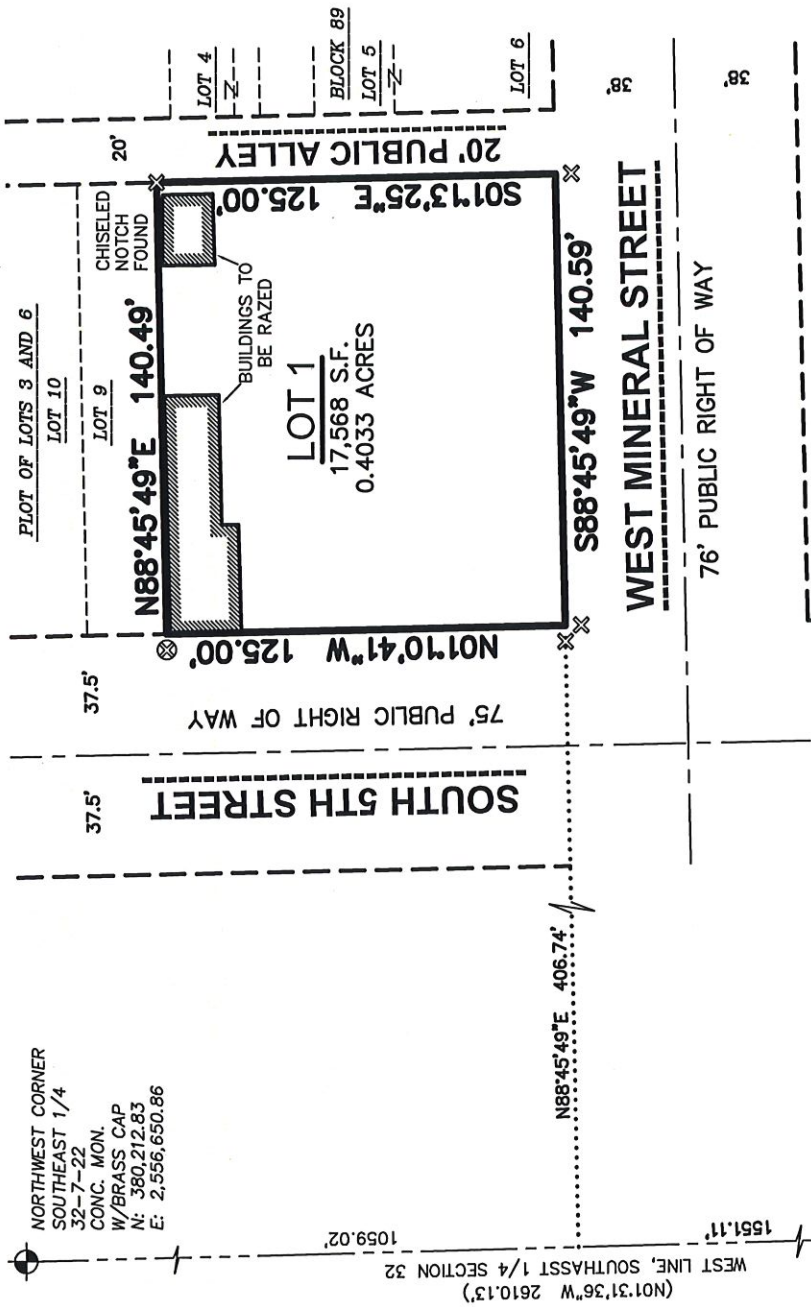 NORTHWEST CORNER
SOUTHEAST 1/4
32-7-22
CONC. MON.
W/BRASS CAP
N: 380,212.83
E: 2,556,650.86
37.5'
37.5'
SOUTH 5TH STREET
75' PUBLIC RIGHT OF WAY
PLOT OF LOTS 3 AND 6
LOT 10
LOT 9
N88°45'49"E 140.49'
CHISELED
NOTCH
FOUND
20'
BUILDINGS TO
BE RAZED
LOT 1
17,568 S.F.
0.4033 ACRES
N01°10'41"W 125.00'
S01°13'25"E 125.00'
20' PUBLIC ALLEY
LOT 4
BLOCK 89
LOT 5
LOT 6
S88°45'49"W 140.59'
WEST MINERAL STREET
76' PUBLIC RIGHT OF WAY
38'
38'
N88°45'49"E 406.74'
1059.02'
1551.11'
WEST LINE, SOUTHASST 1/4 SECTION 32
(N01°31'36"W 2610.13')